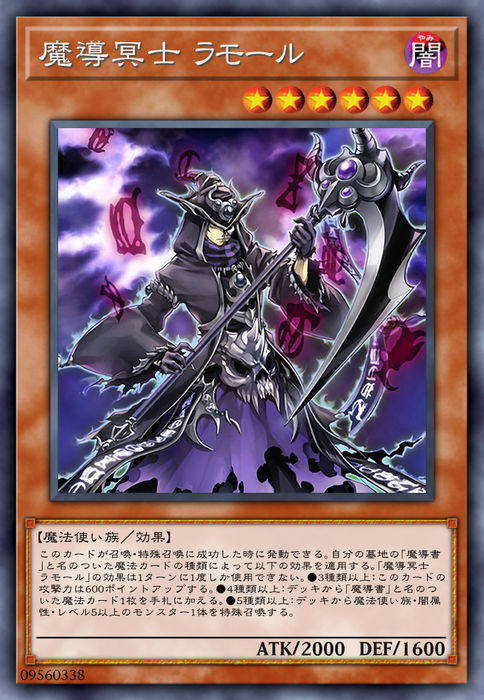 魔導冥士 ラモール
やみ
闇
【魔法使い族/効果】
このカードが召喚・特殊召喚に成功した時に発動できる。自分の墓地の「魔導書」
と名のついた魔法カードの種類によって以下の効果を適用する。「魔導冥士
ラモール」の効果は1ターンに1度しか使用できない。●3種類以上:このカードの
攻撃力は600ポイントアップする。●4種類以上:デッキから「魔導書」と名のつ
いた魔法カード1枚を手札に加える。●5種類以上:デッキから魔法使い族・闇属
性・レベル5以上のモンスター1体を特殊召喚する。
ATK/2000 DEF/1600
09560338